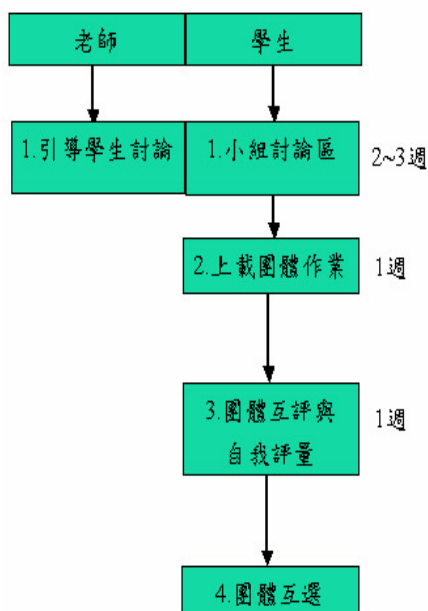 老師
學生
1.引導學生討論
1.小組討論區
2~3週
2.上載團體作業
1週
3.團體互評與
自我評量
1週
4.團體互選